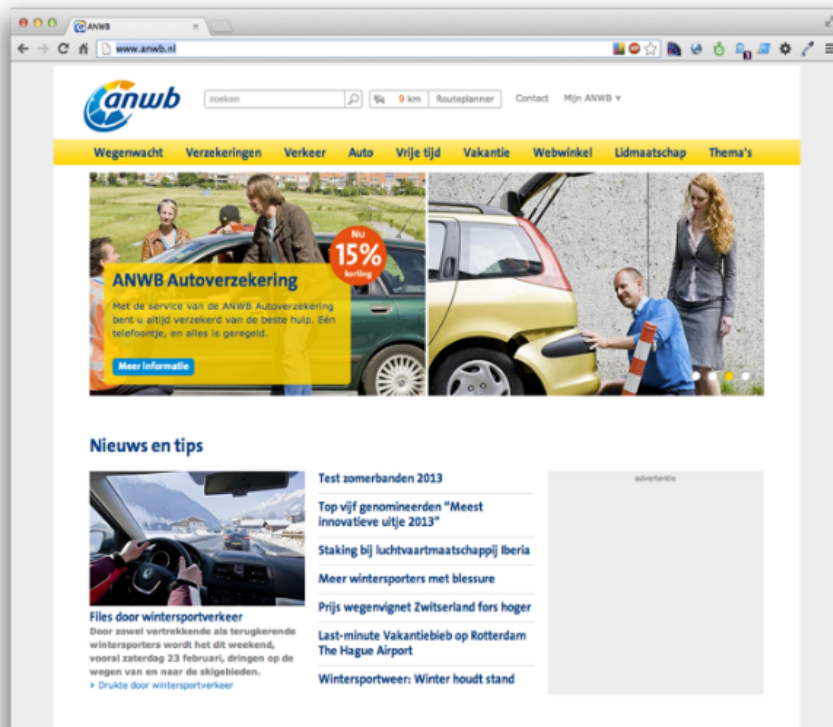 ANWB
www.anwb.nl
anwb
zoeken
9 km Routeplanner
Contact
Mijn ANWB
Wegenwacht Verzekeringen Verkeer Auto Vrije tijd Vakantie Webwinkel Lidmaatschap Thema's
Nu
15%
korting
ANWB Autoverzekering
Met de service van de ANWB Autoverzekering
bent u altijd verzekerd van de beste hulp. Eén
telefoontje, en alles is geregeld.
Meer informatie
Nieuws en tips
Files door wintersportverkeer
Door zowel vertrekkende als terugkerende
wintersporters wordt het dit weekend,
vooral zaterdag 23 februari, dringen op de
wegen van en naar de skigebieden.
Drukte door wintersportverkeer
Test zomerbanden 2013
Top vijf genomineerden "Meest
innovatieve uitje 2013"
Staking bij luchtvaartmaatschappij Iberia
Meer wintersporters met blessure
Prijs wegenvignet Zwitserland fors hoger
Last-minute Vakantiebieb op Rotterdam
The Hague Airport
Wintersportweer: Winter houdt stand
advertentie